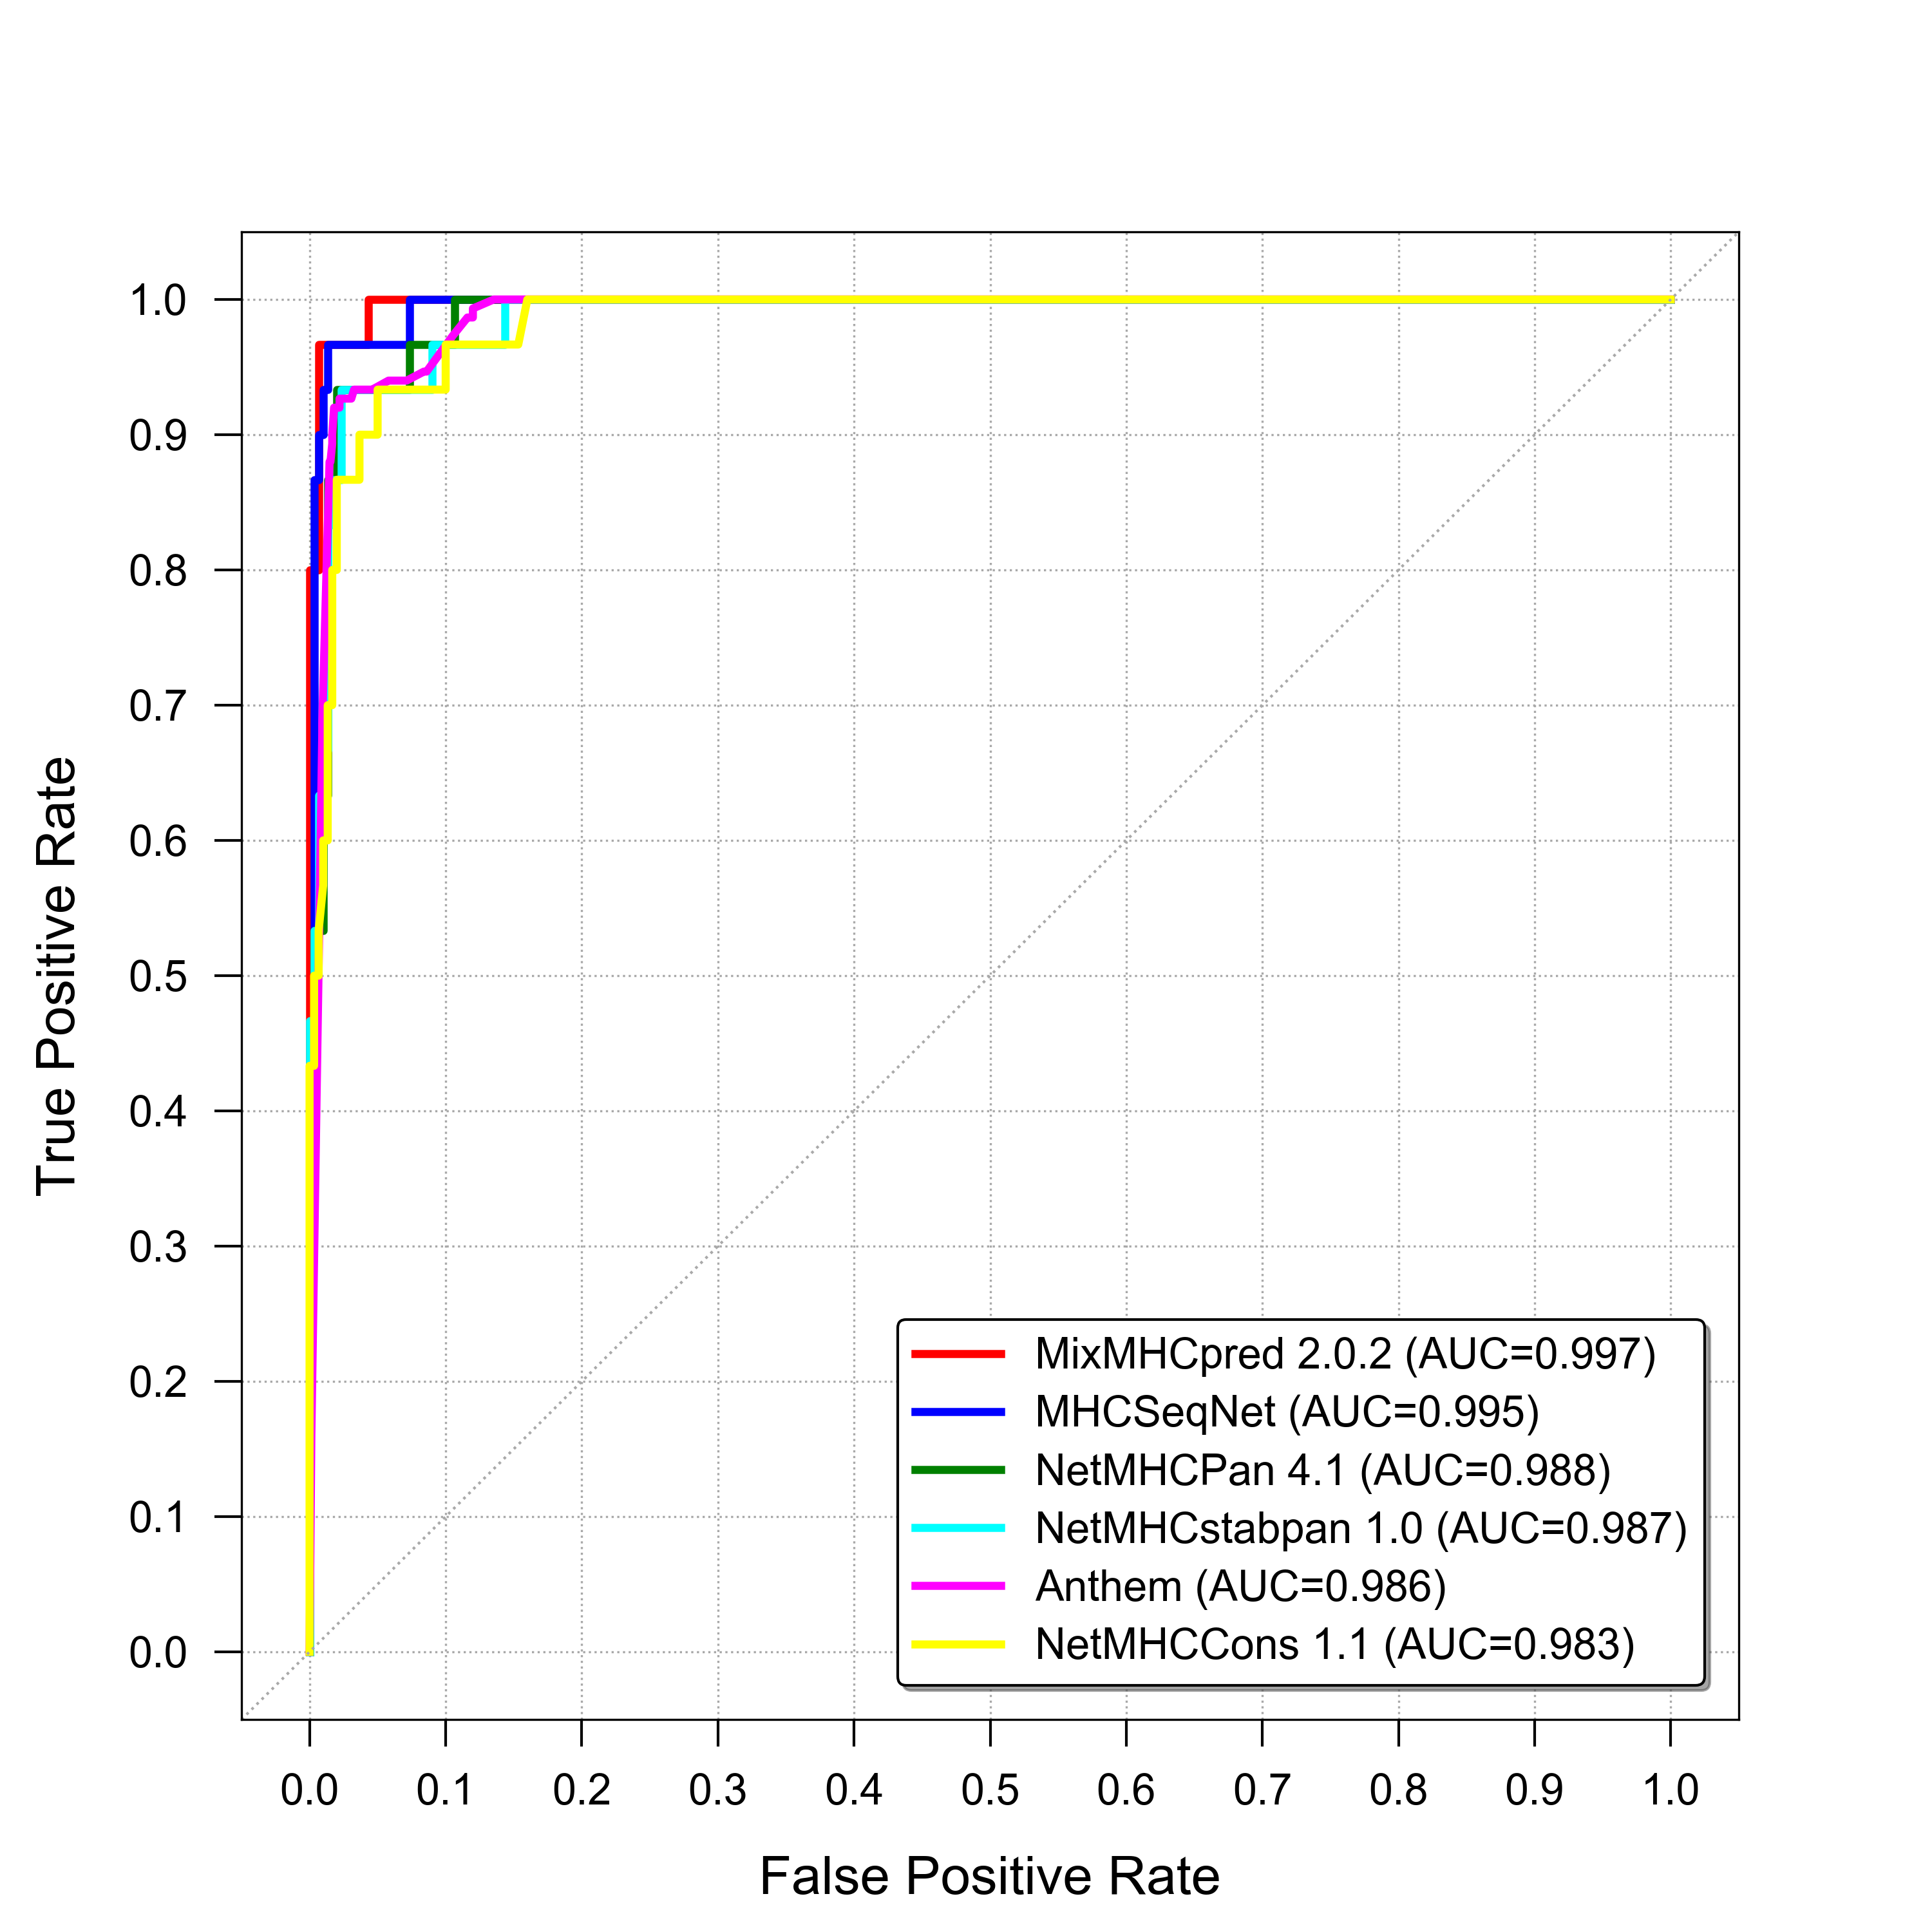 1.0
0.9
0.8
0.7
0.6
0.5
0.4
0.3
0.2
0.1
0.0
True Positive Rate
MixMHCpred 2.0.2 (AUC=0.997)
MHCSeqNet (AUC=0.995)
NetMHCPan 4.1 (AUC=0.988)
NetMHCstabpan 1.0 (AUC=0.987)
Anthem (AUC=0.986)
NetMHCCons 1.1 (AUC=0.983)
0.0 0.1 0.2 0.3 0.4 0.5 0.6 0.7 0.8 0.9 1.0
False Positive Rate